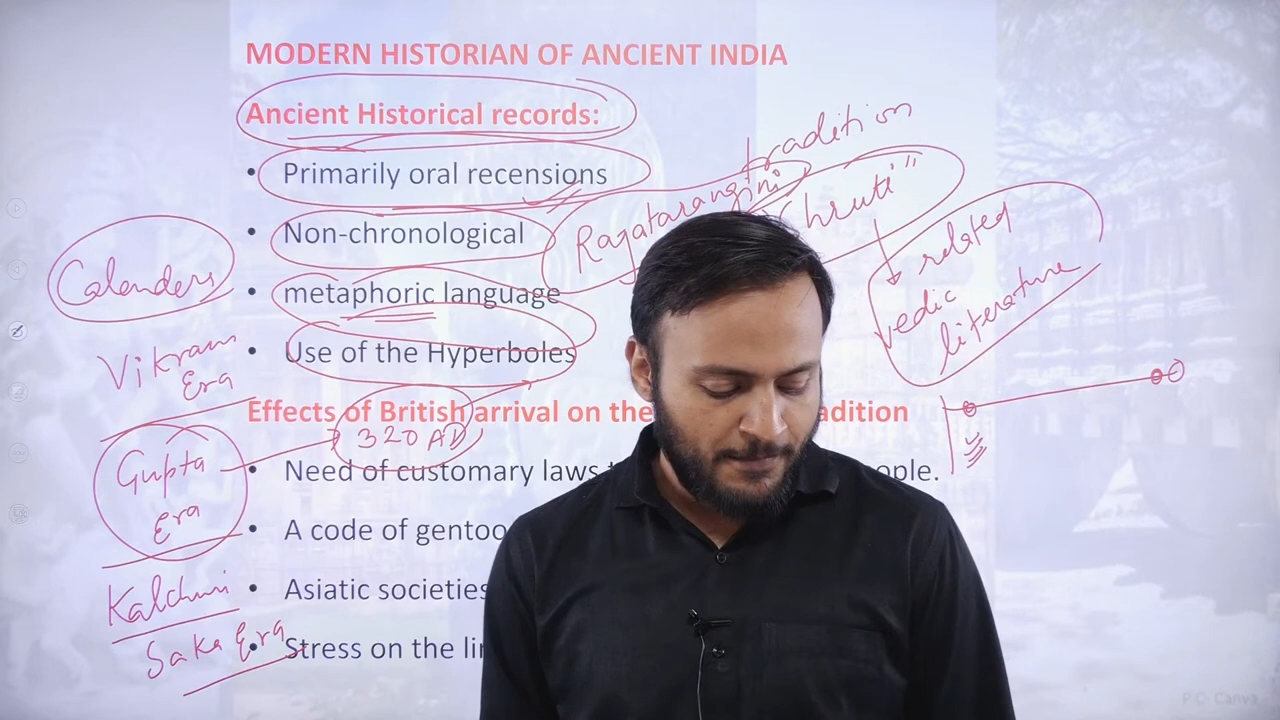 MODERN HISTORIAN OF ANCIENT INDIA
Ancient Historical records:
• Primarily oral recensions
• Non-chronological
• metaphoric language
• Use of the Hyperboles
Effects of British arrival on the adition
• Need of customary laws ople.
• A code of gentoo
• Asiatic societies
• Stress on the
tradition
Rajatarangini
hruti"
related
vedic
literature
Calenders
Vikram
Era
Gupta
Era
320 AD
Kalchuri
Saka Era
P.C- Canva